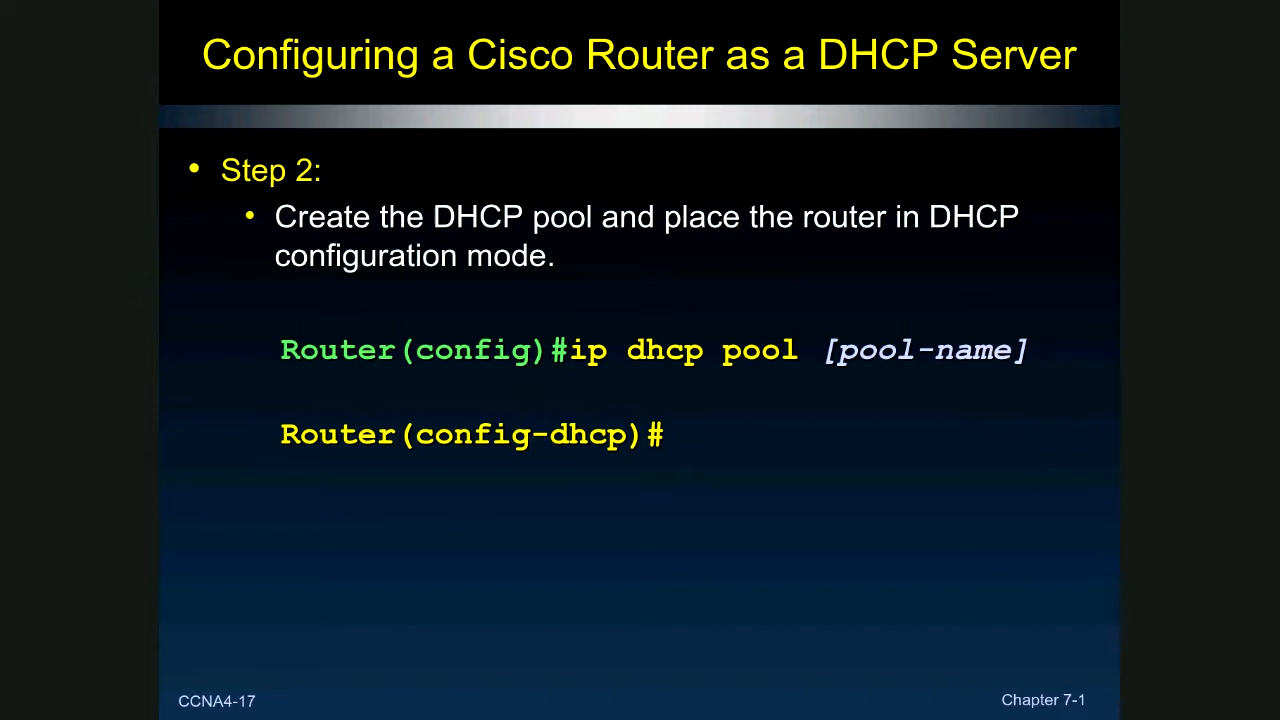 Configuring a Cisco Router as a DHCP Server
• Step 2:
• Create the DHCP pool and place the router in DHCP
configuration mode.
Router(config)#ip dhcp pool [pool-name]
Router(config-dhcp)#
CCNA4-17
Chapter 7-1